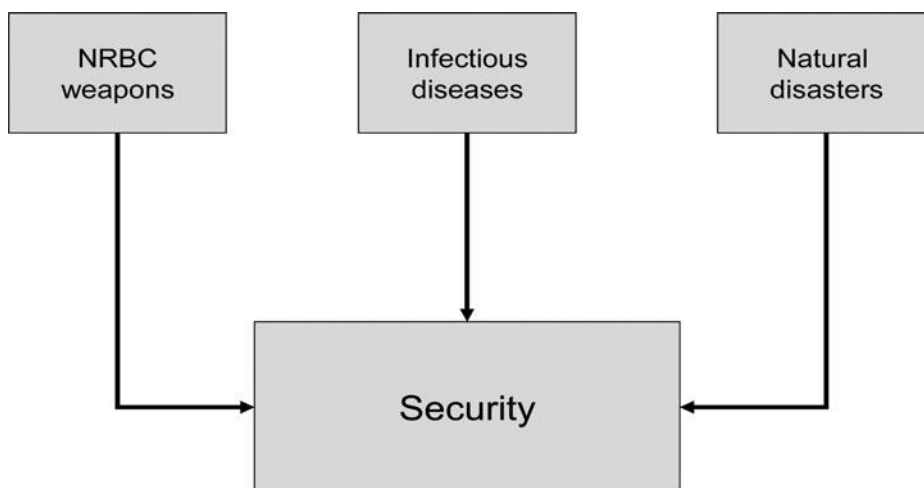 NRBC
weapons
Infectious
diseases
Natural
disasters
Security